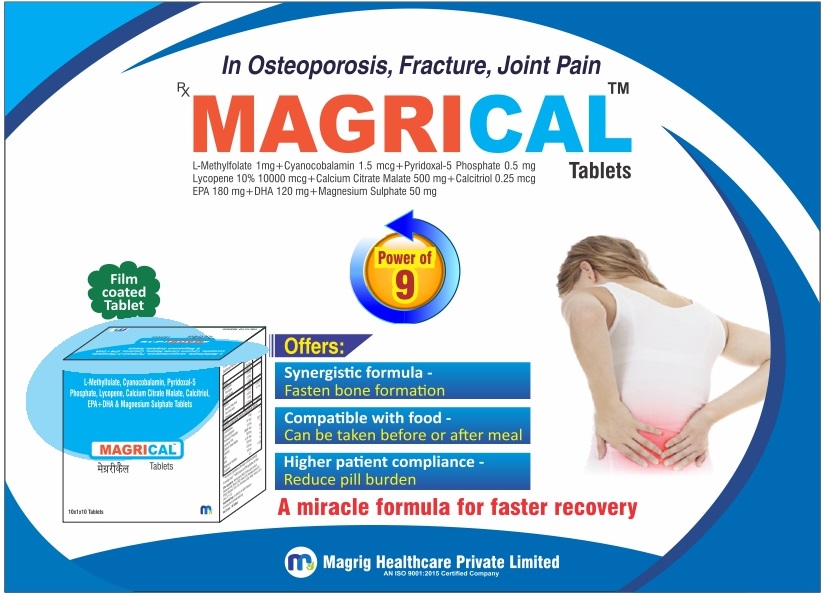 In Osteoporosis, Fracture, Joint Pain
Rx MAGRICAL™
L-Methylfolate 1mg+Cyanocobalamin 1.5 mcg+Pyridoxal-5 Phosphate 0.5 mg
Lycopene 10% 10000 mcg+Calcium Citrate Malate 500 mg+Calcitriol 0.25 mcg
EPA 180 mg+DHA 120 mg+Magnesium Sulphate 50 mg
Tablets
Power of
9
Film
coated
Tablet
L-Methylfolate, Cyanocobalamin, Pyridoxal-5
Phosphate, Lycopene, Calcium Citrate Malate, Calcitriol,
EPA+DHA & Magnesium Sulphate Tablets
MAGRICAL
मेग्रीकैल Tablets
10x1x10 Tablets
m
Offers:
Synergistic formula -
Fasten bone formation
Compatible with food -
Can be taken before or after meal
Higher patient compliance -
Reduce pill burden
A miracle formula for faster recovery
m Magrig Healthcare Private Limited
AN ISO 9001:2015 Certified Company